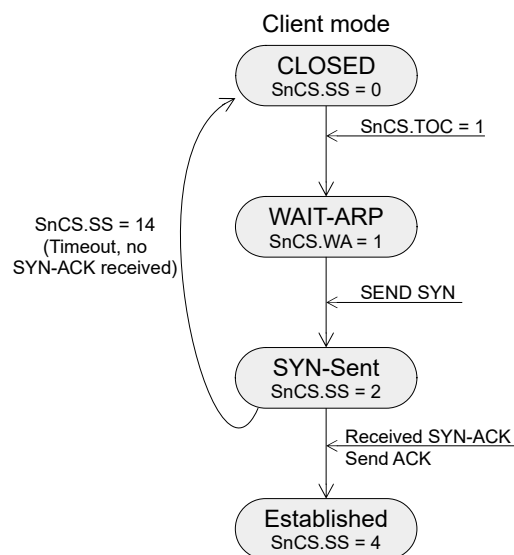 Client mode
CLOSED
SnCS.SS = 0
SnCS.TOC = 1
WAIT-ARP
SnCS.WA = 1
SnCS.SS = 14
(Timeout, no
SYN-ACK received)
SEND SYN
SYN-Sent
SnCS.SS = 2
Received SYN-ACK
Send ACK
Established
SnCS.SS = 4